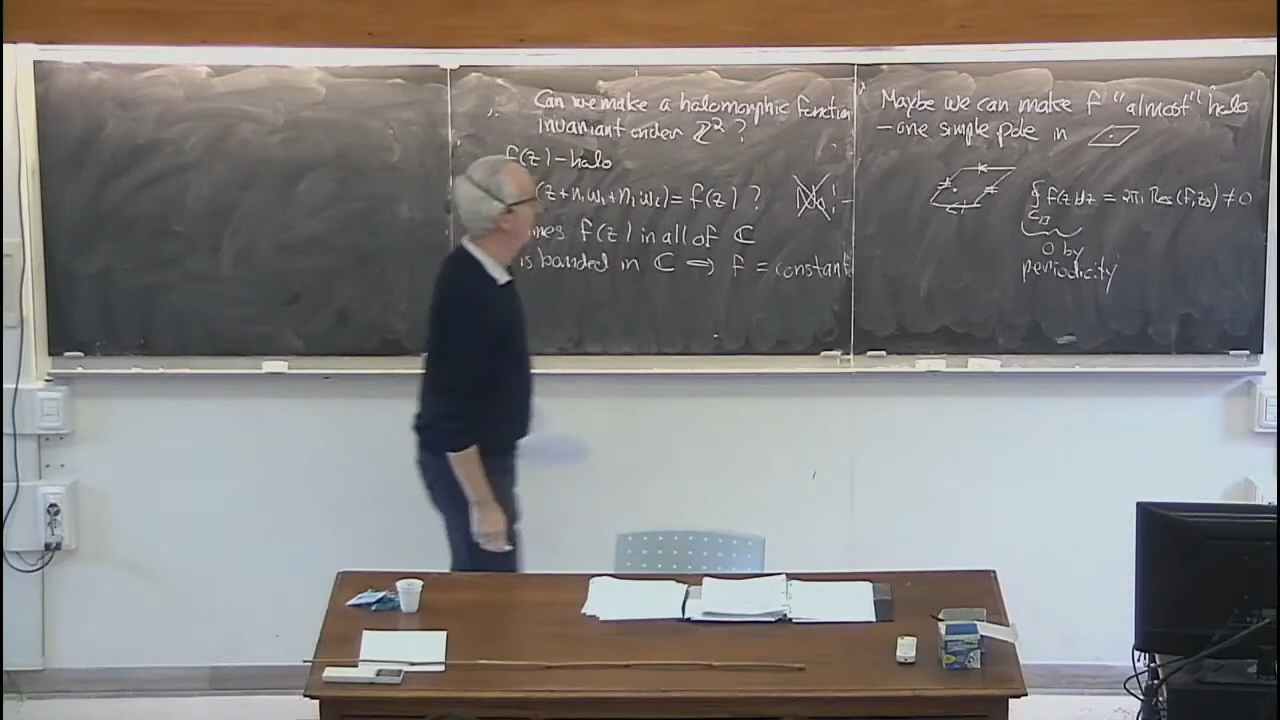 Can we make a holomorphic function
invariant under ℤ² ?
f(z) – holo
(z+n₁w₁+n₂w₂) = f(z) ?
f(z) in all of ℂ
is banded in ℂ ⇔ f = constant
Maybe we can make f "almost" holo
– one simple pole in
∮ f(z)dz = 2πi Res(f, z₀) ≠ 0
0 by
periodicity